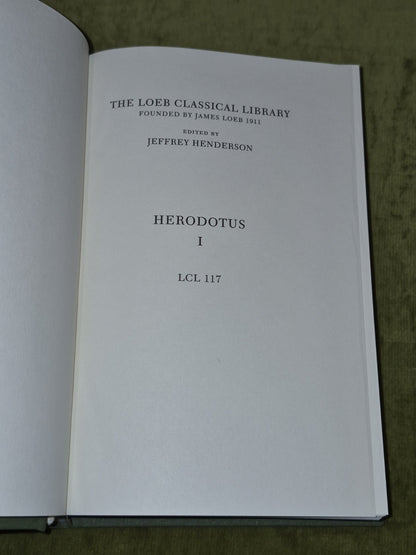 THE LOEB CLASSICAL LIBRARY
FOUNDED BY JAMES LOEB 1911
EDITED BY
JEFFREY HENDERSON
HERODOTUS
I
LCL 117